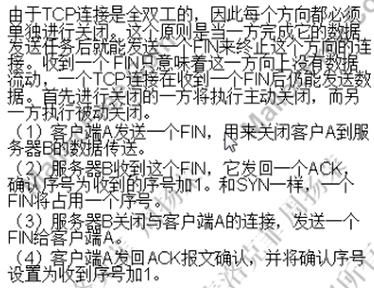 由于TCP连接是全双工的，因此每个方向都必须
单独进行关闭。这个原则是当一方完成它的数据
发送任务后就能发送一个FIN来终止这个方向的连
接。收到一个 FIN只意味着这一方向上没有数据
流动，一个TCP连接在收到一个FIN后仍能发送数
据。首先进行关闭的一方将执行主动关闭，而另
一方执行被动关闭。
（1）客户端A发送一个FIN，用来关闭客户A到服
务器B的数据传送。
（2）服务器B收到这个FIN，它发回一个ACK，
确认序号为收到的序号加1。和SYN一样，一个
FIN将占用一个序号。
（3）服务器B关闭与客户端A的连接，发送一个
FIN给客户端A。
（4）客户端A发回ACK报文确认，并将确认序号
设置为收到序号加1。